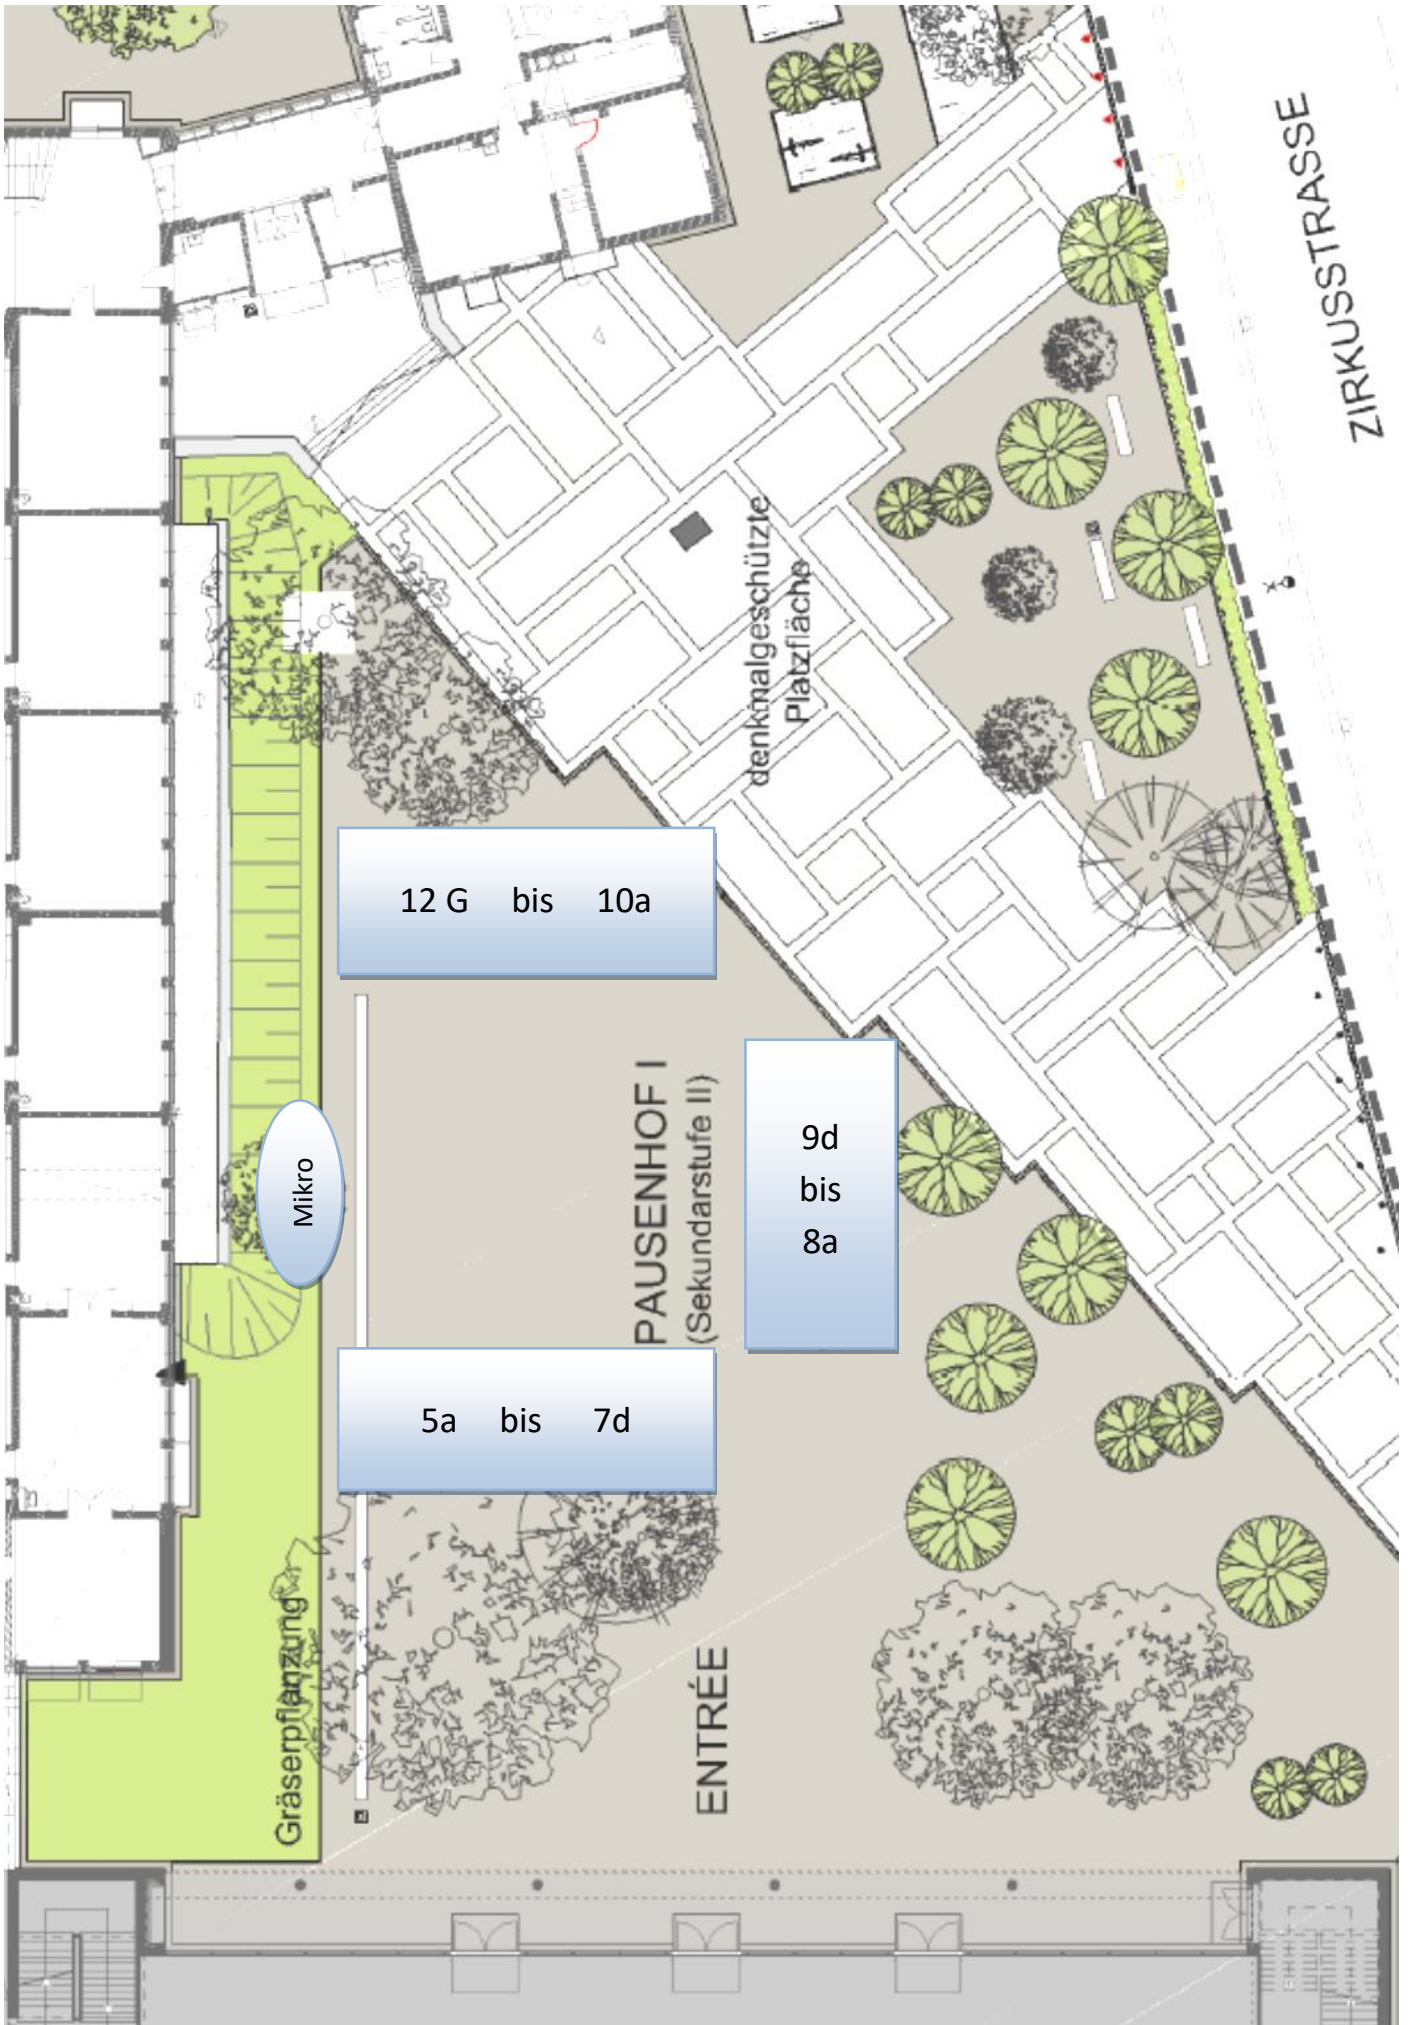 ZIRKUSSTRASSE
denkmalgeschützte
Platzfläche
12 G bis 10a
PAUSENHOF I
(Sekundarstufe II)
9d
bis
8a
Mikro
5a bis 7d
Gräserpflanzung
ENTRÉE